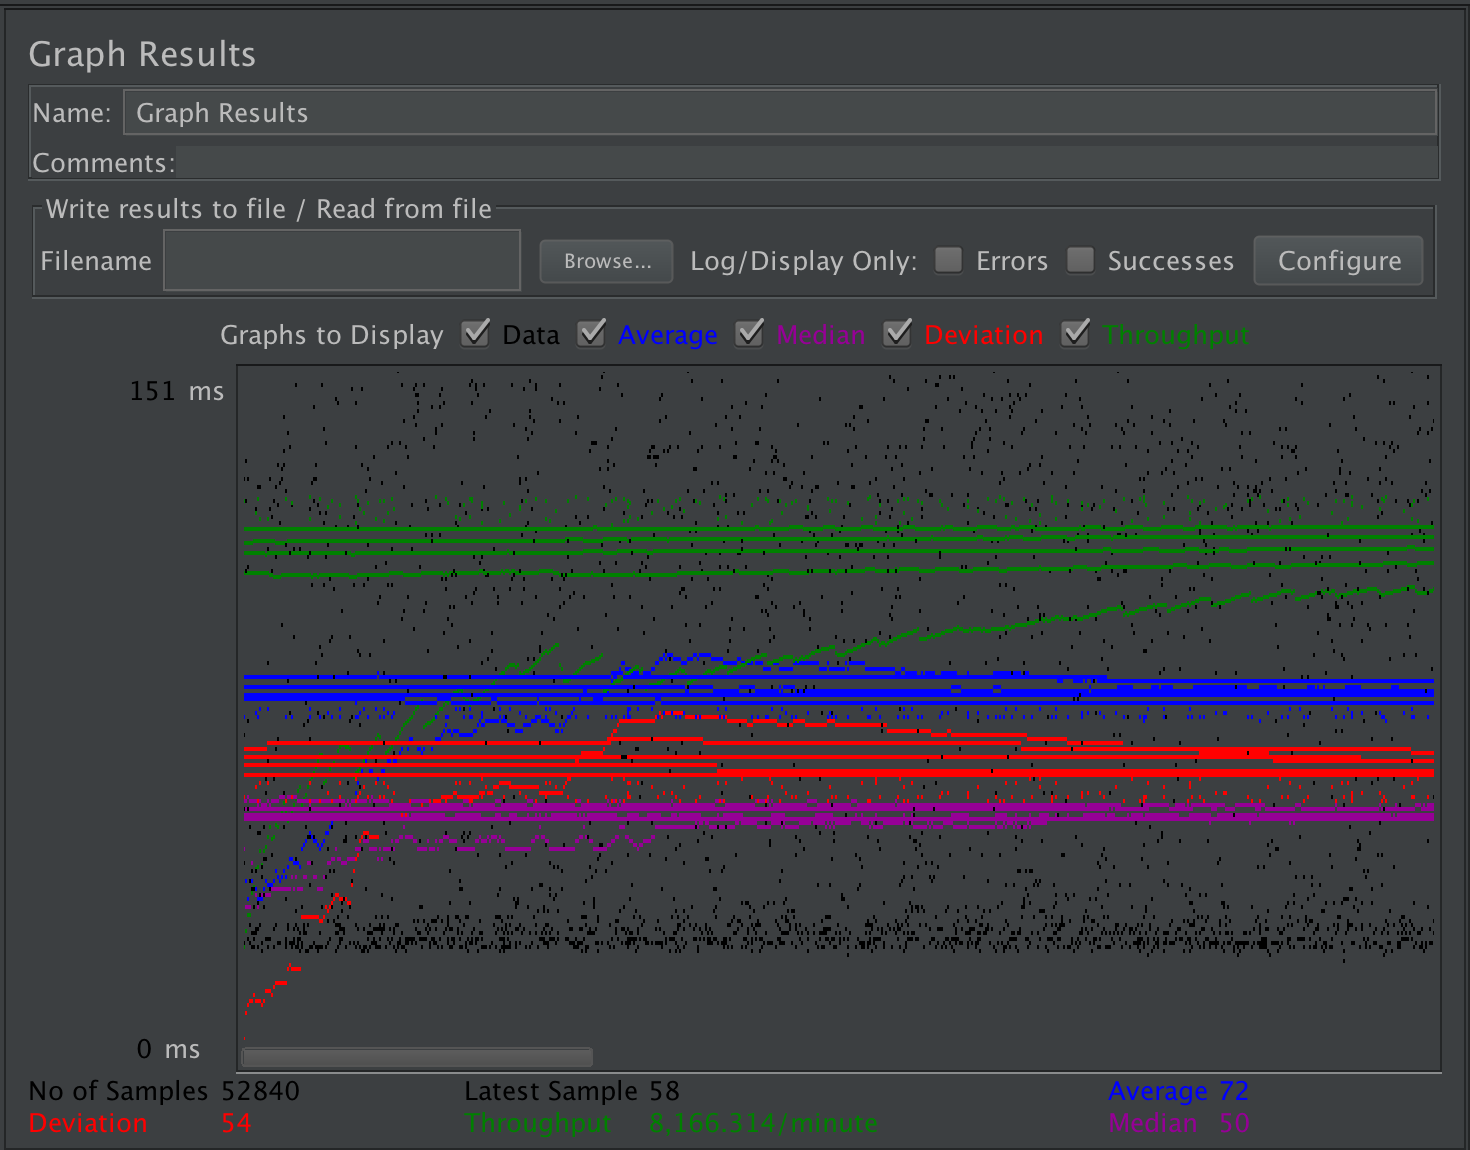 Graph Results
Name: Graph Results
Comments:
Write results to file / Read from file
Filename Browse... Log/Display Only: Errors Successes Configure
Graphs to Display Data Average Median Deviation Throughput
151 ms
0 ms
No of Samples 52840 Latest Sample 58 Average 72
Deviation 54 Throughput 8,166.314/minute Median 50